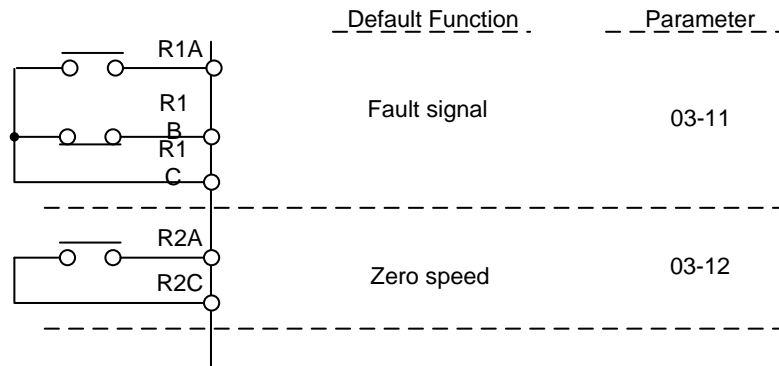 Default Function Parameter
R1A
R1
B
Fault signal 03-11
R1
C
R2A
R2C
Zero speed 03-12